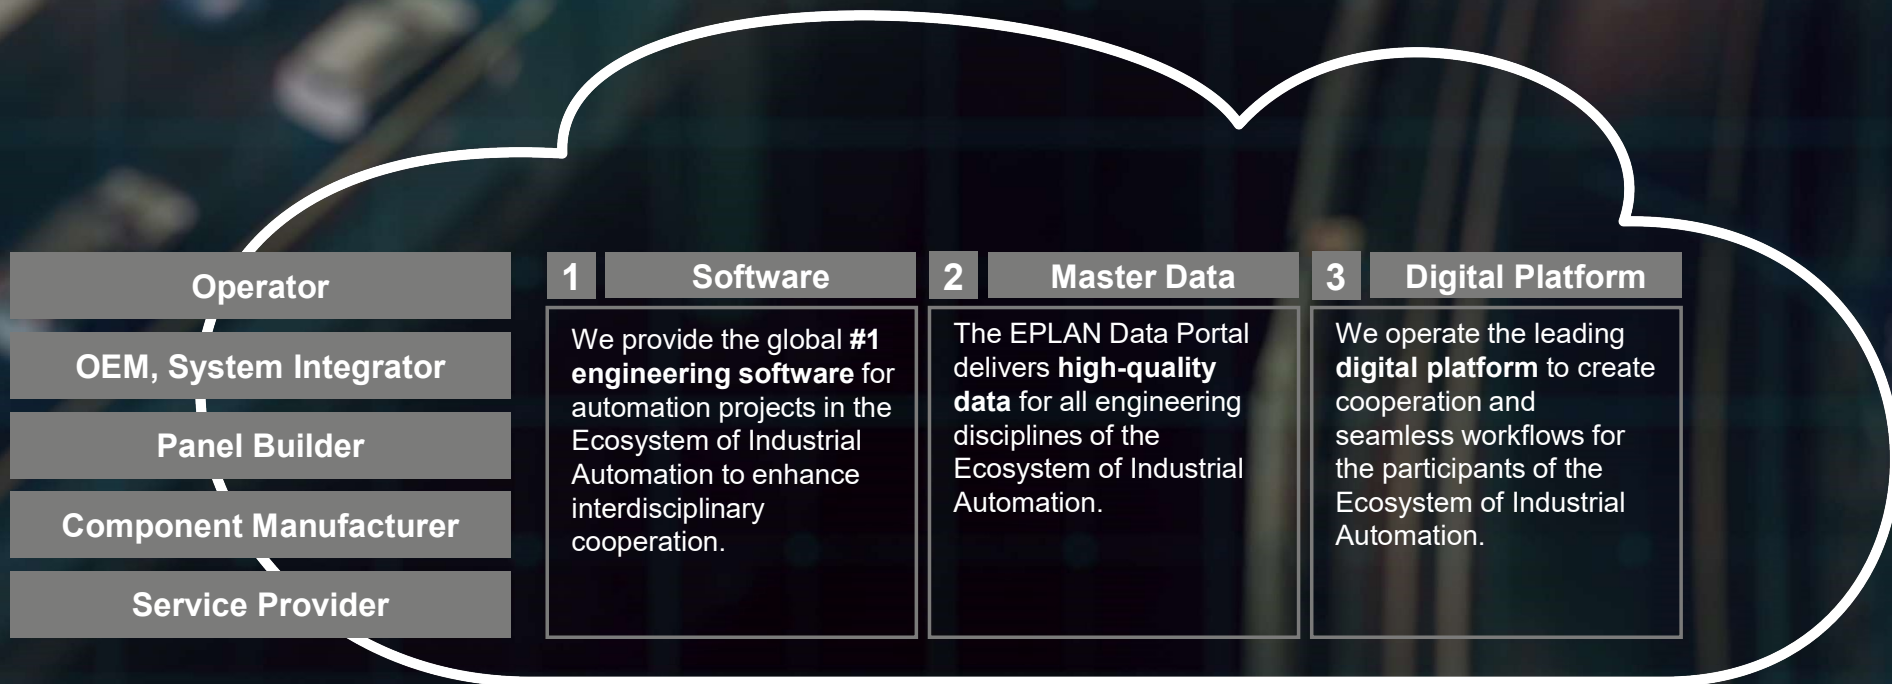 Operator
OEM, System Integrator
Panel Builder
Component Manufacturer
Service Provider
1 Software
We provide the global #1
engineering software for
automation projects in the
Ecosystem of Industrial
Automation to enhance
interdisciplinary
cooperation.
2 Master Data
The EPLAN Data Portal
delivers high-quality
data for all engineering
disciplines of the
Ecosystem of Industrial
Automation.
3 Digital Platform
We operate the leading
digital platform to create
cooperation and
seamless workflows for
the participants of the
Ecosystem of Industrial
Automation.